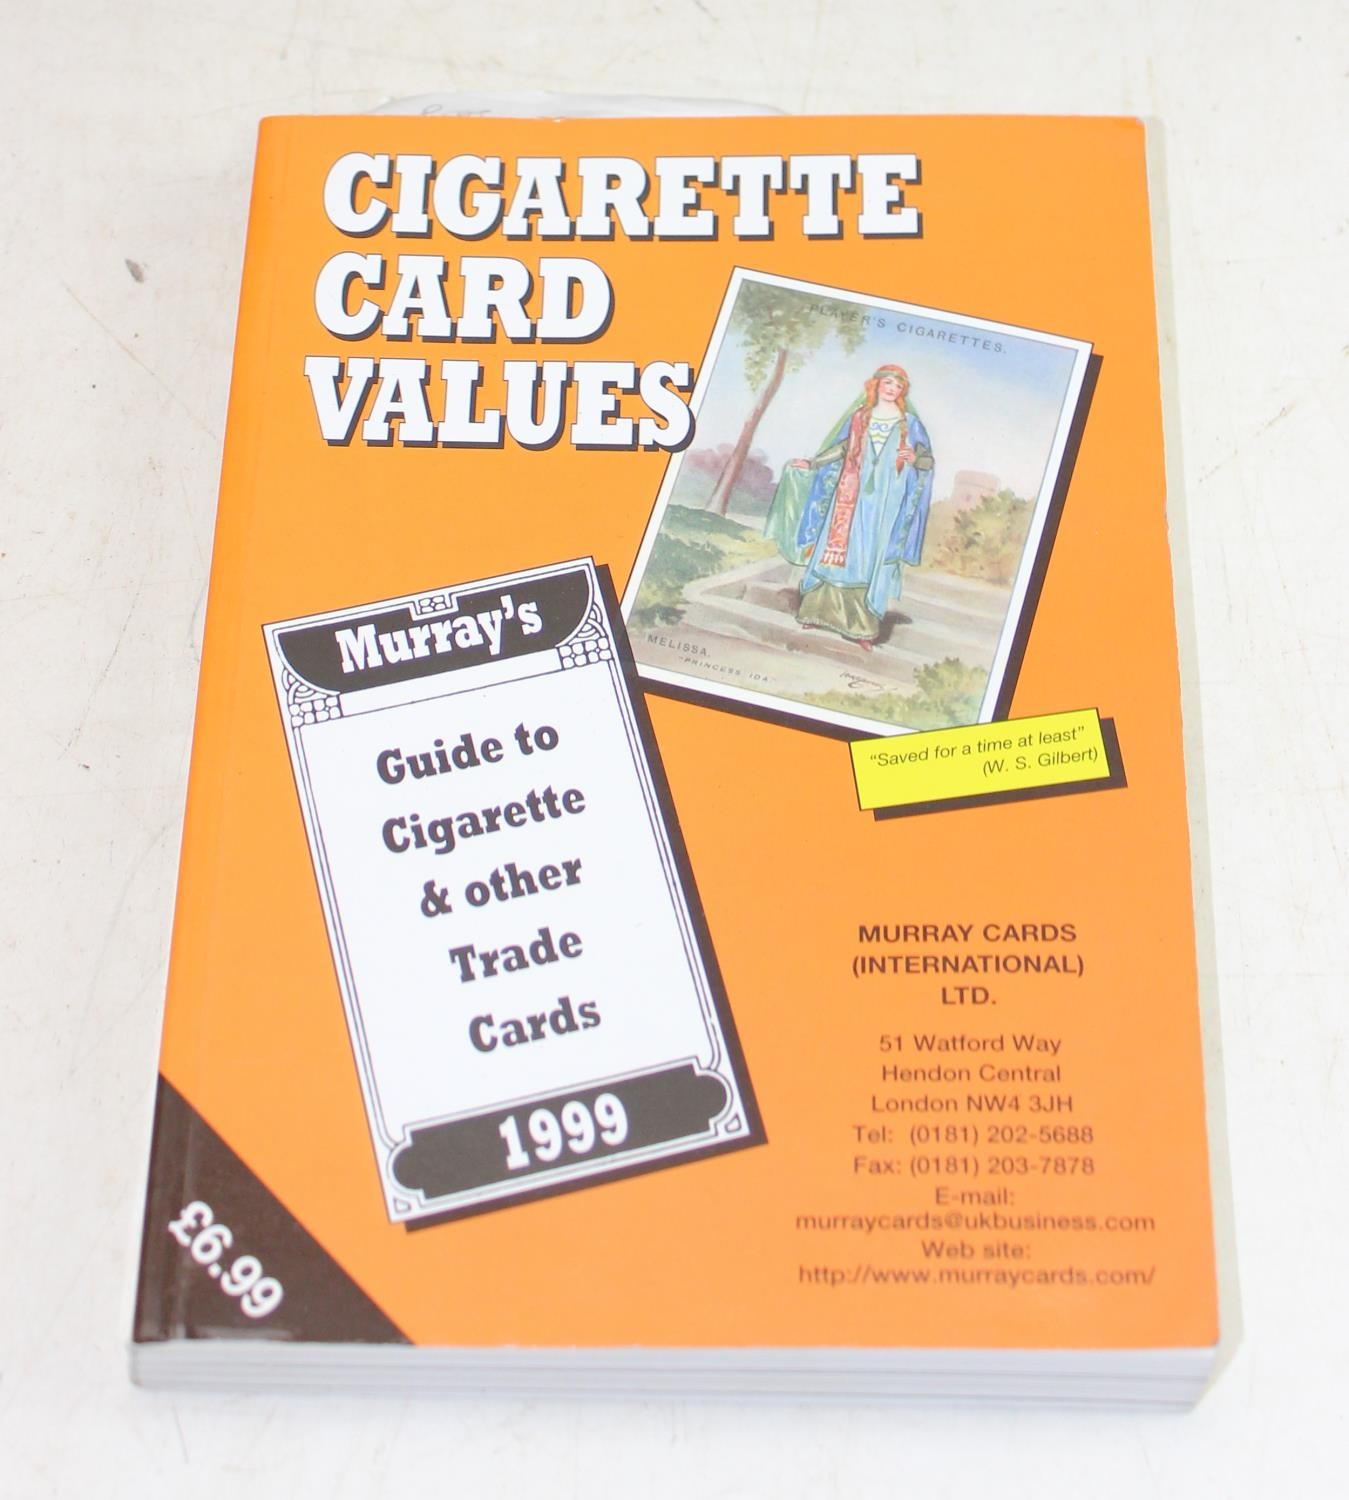 CIGARETTE
CARD
VALUES
PLAYER'S CIGARETTES.
MELISSA.
"PRINCESS IDA"
"Saved for a time at least"
(W. S. Gilbert)
Murray's
Guide to
Cigarette
& other
Trade
Cards
1999
MURRAY CARDS
(INTERNATIONAL)
LTD.
51 Watford Way
Hendon Central
London NW4 3JH
Tel: (0181) 202-5688
Fax: (0181) 203-7878
E-mail:
murraycards@ukbusiness.com
Web site:
http://www.murraycards.com/
£6.99